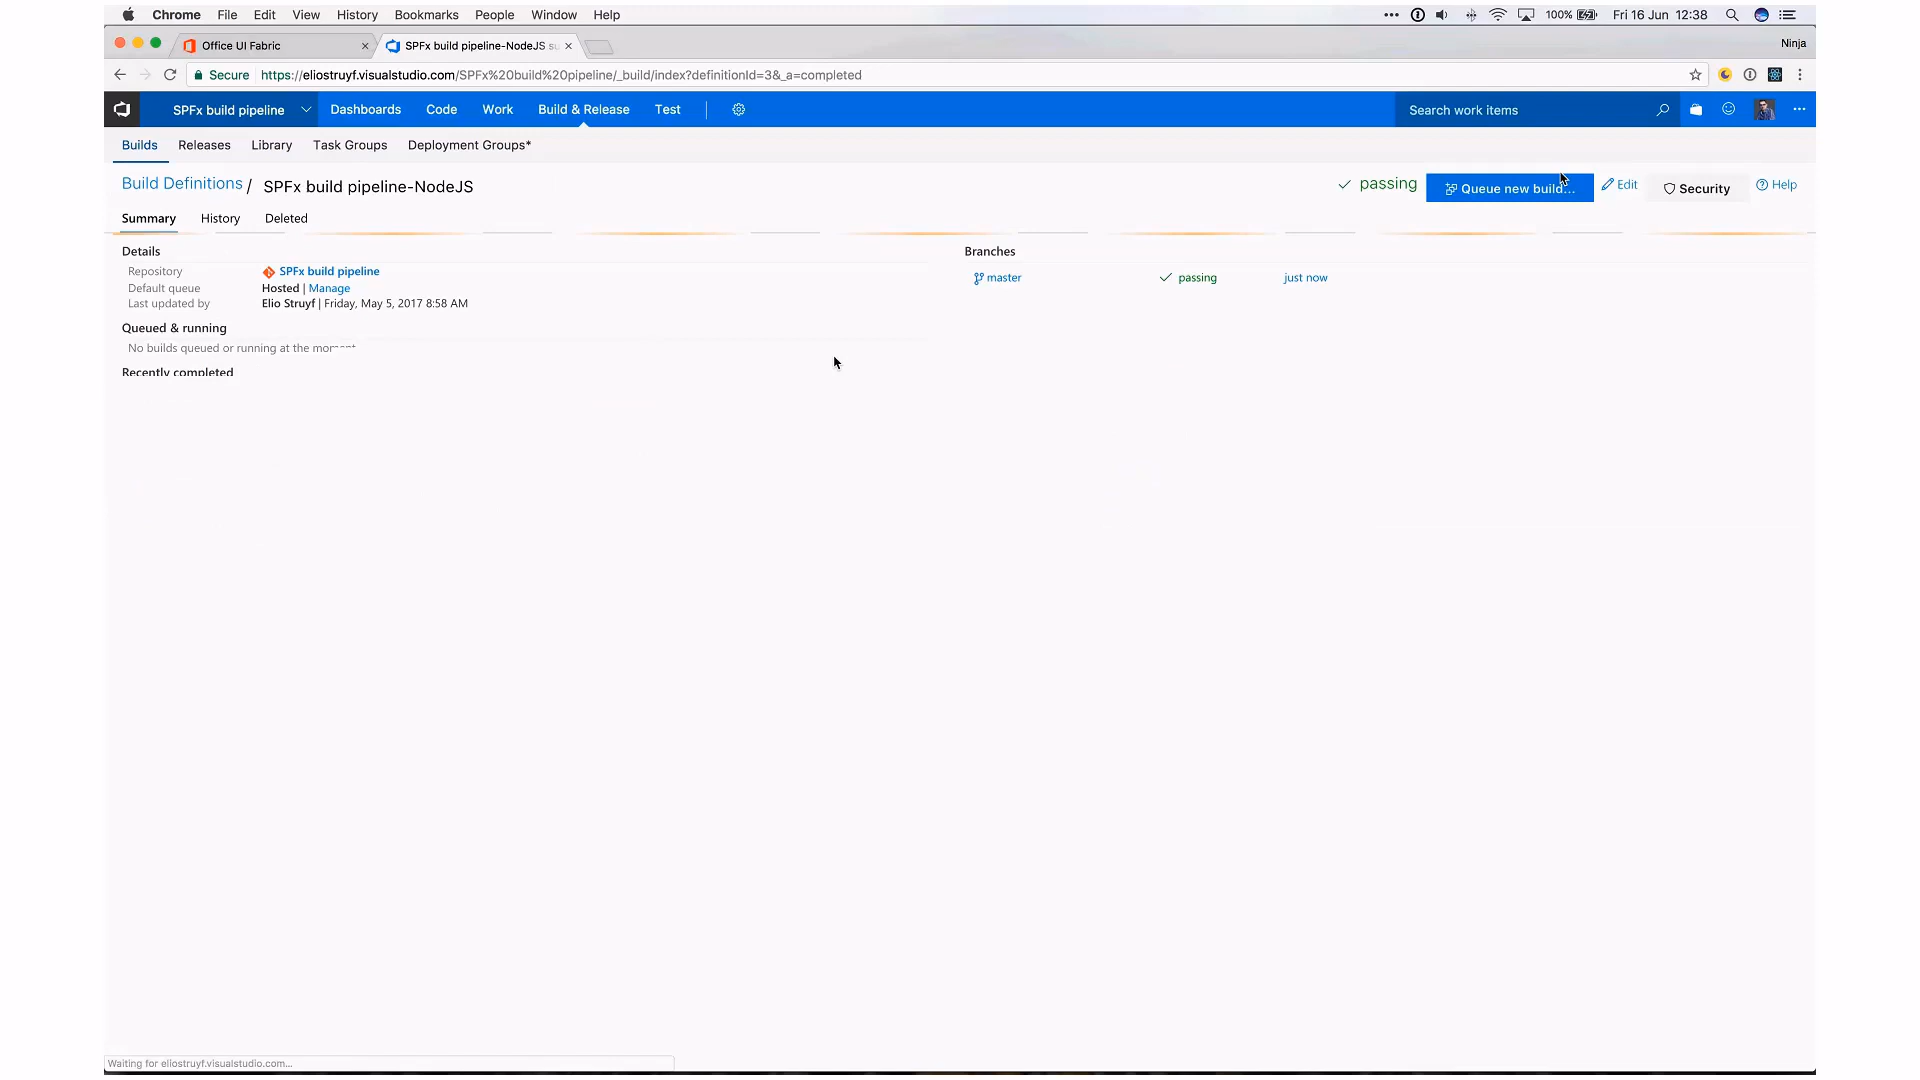 Chrome File Edit View History Bookmarks People Window Help 100% Fri 16 Jun 12:38
Office UI Fabric SPFx build pipeline-NodeJS su Ninja
Secure https://eliostruyf.visualstudio.com/SPFx%20build%20pipeline/_build/index?definitionId=3&_a=completed
SPFx build pipeline Dashboards Code Work Build & Release Test Search work items
Builds Releases Library Task Groups Deployment Groups*
Build Definitions / SPFx build pipeline-NodeJS passing Queue new build... Edit Security Help
Summary History Deleted
Details Branches
Repository SPFx build pipeline master passing just now
Default queue Hosted | Manage
Last updated by Elio Struyf | Friday, May 5, 2017 8:58 AM
Queued & running
No builds queued or running at the moment
Recently completed
Waiting for eliostruyf.visualstudio.com...